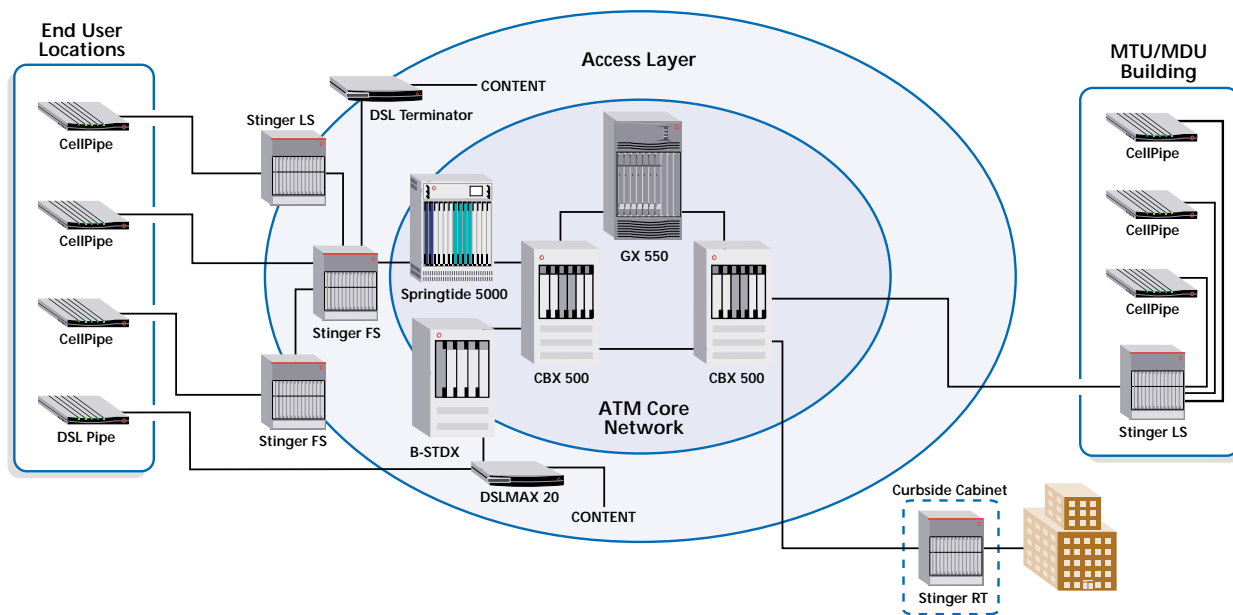 End User
Locations
CellPipe
CellPipe
CellPipe
DSL Pipe
Stinger LS
Stinger FS
Stinger FS
DSL Terminator
CONTENT
Access Layer
Springtide 5000
GX 550
CBX 500
CBX 500
B-STDX
ATM Core
Network
DSLMAX 20
CONTENT
MTU/MDU
Building
CellPipe
CellPipe
CellPipe
Stinger LS
Curbside Cabinet
Stinger RT